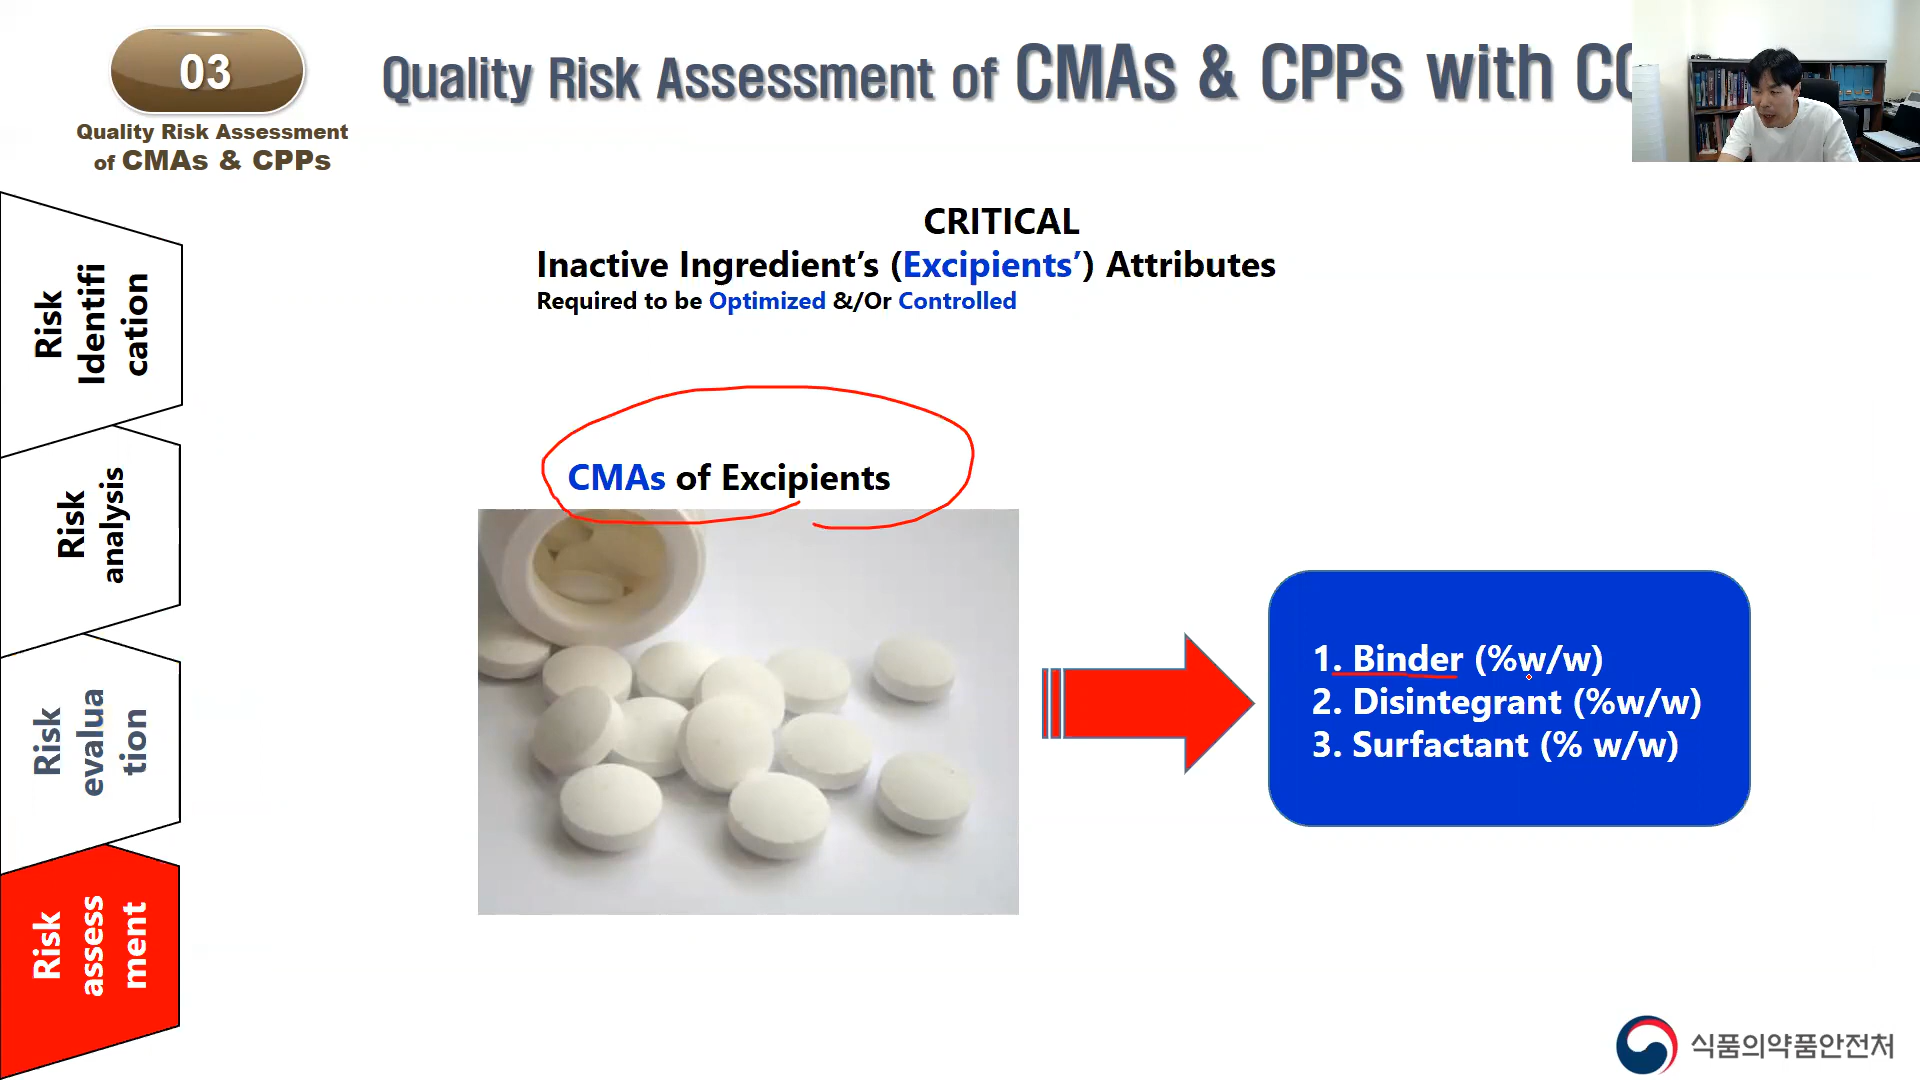 03
Quality Risk Assessment
of CMAs & CPPs
Quality Risk Assessment of CMAs & CPPs with
CRITICAL
Inactive Ingredient’s (Excipients’) Attributes
Required to be Optimized &/Or Controlled
Risk
Identifi
cation
Risk
analysis
Risk
evalua
tion
Risk
assess
ment
CMAs of Excipients
1. Binder (%w/w)
2. Disintegrant (%w/w)
3. Surfactant (% w/w)
식품의약품안전처